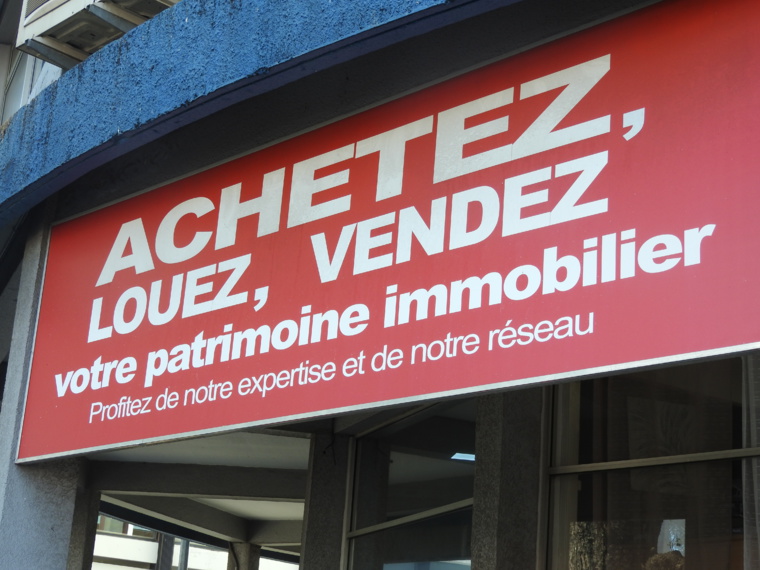 ACHETEZ,
LOUEZ, VENDEZ
votre patrimoine immobilier
Profitez de notre expertise et de notre réseau